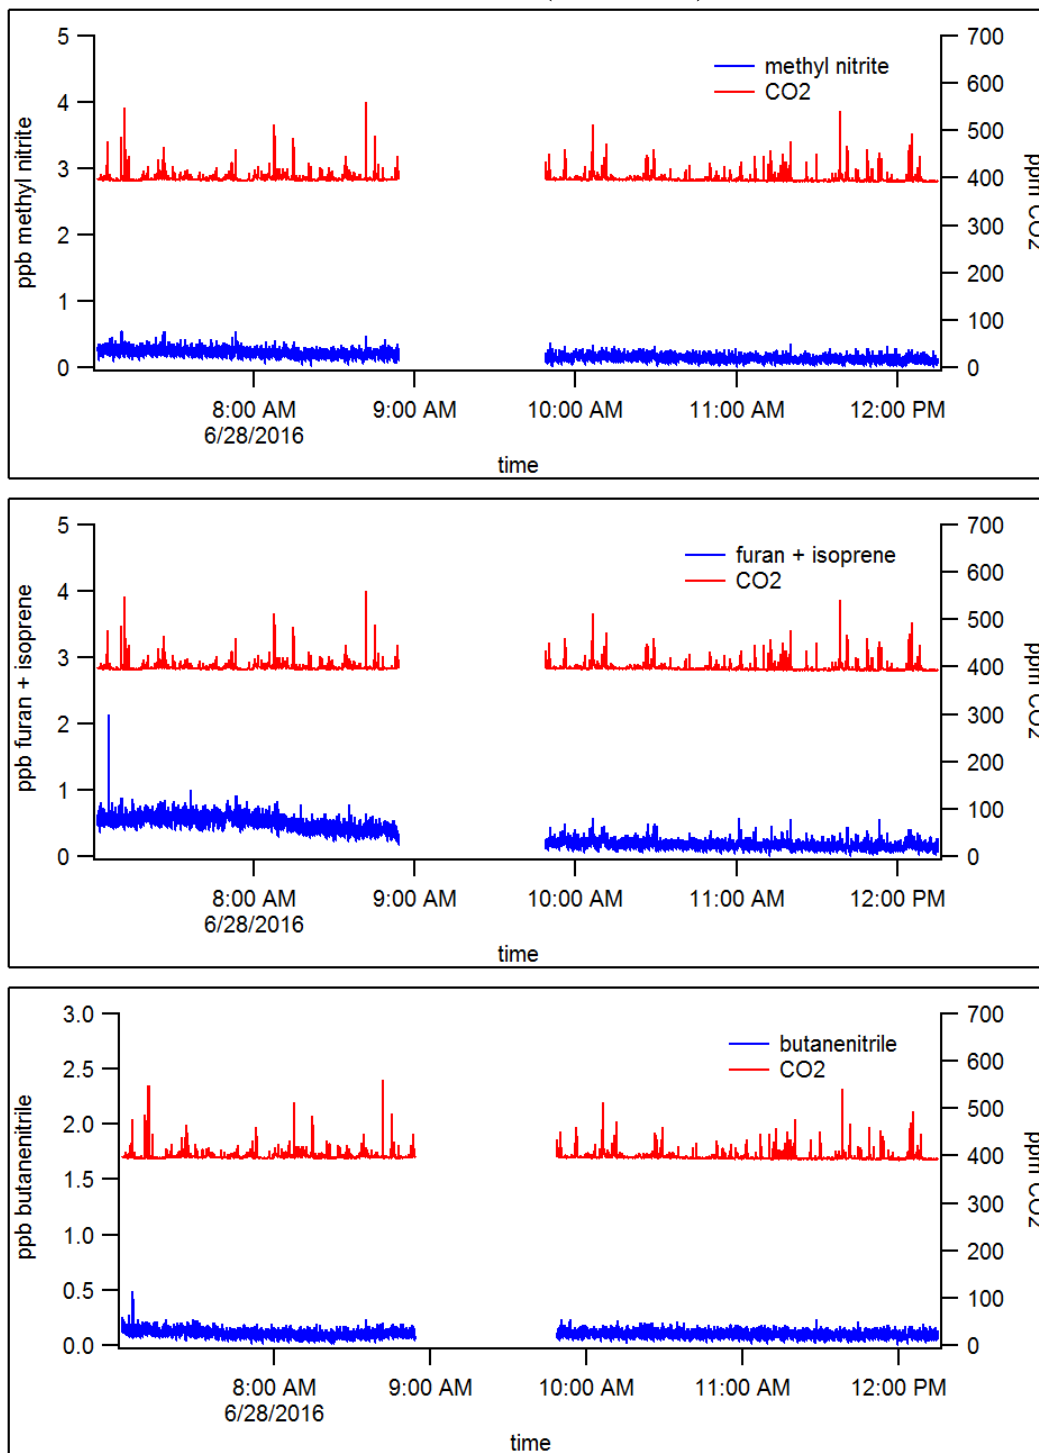 5
4
3
2
1
0
ppb methyl nitrite
methyl nitrite
CO2
700
600
500
400
300
200
100
0
ppm CO2
8:00 AM
6/28/2016
9:00 AM
10:00 AM
11:00 AM
12:00 PM
time
5
4
3
2
1
0
ppb furan + isoprene
furan + isoprene
CO2
700
600
500
400
300
200
100
0
ppm CO2
8:00 AM
6/28/2016
9:00 AM
10:00 AM
11:00 AM
12:00 PM
time
3.0
2.5
2.0
1.5
1.0
0.5
0.0
ppb butanenitrile
butanenitrile
CO2
700
600
500
400
300
200
100
0
ppm CO2
8:00 AM
6/28/2016
9:00 AM
10:00 AM
11:00 AM
12:00 PM
time